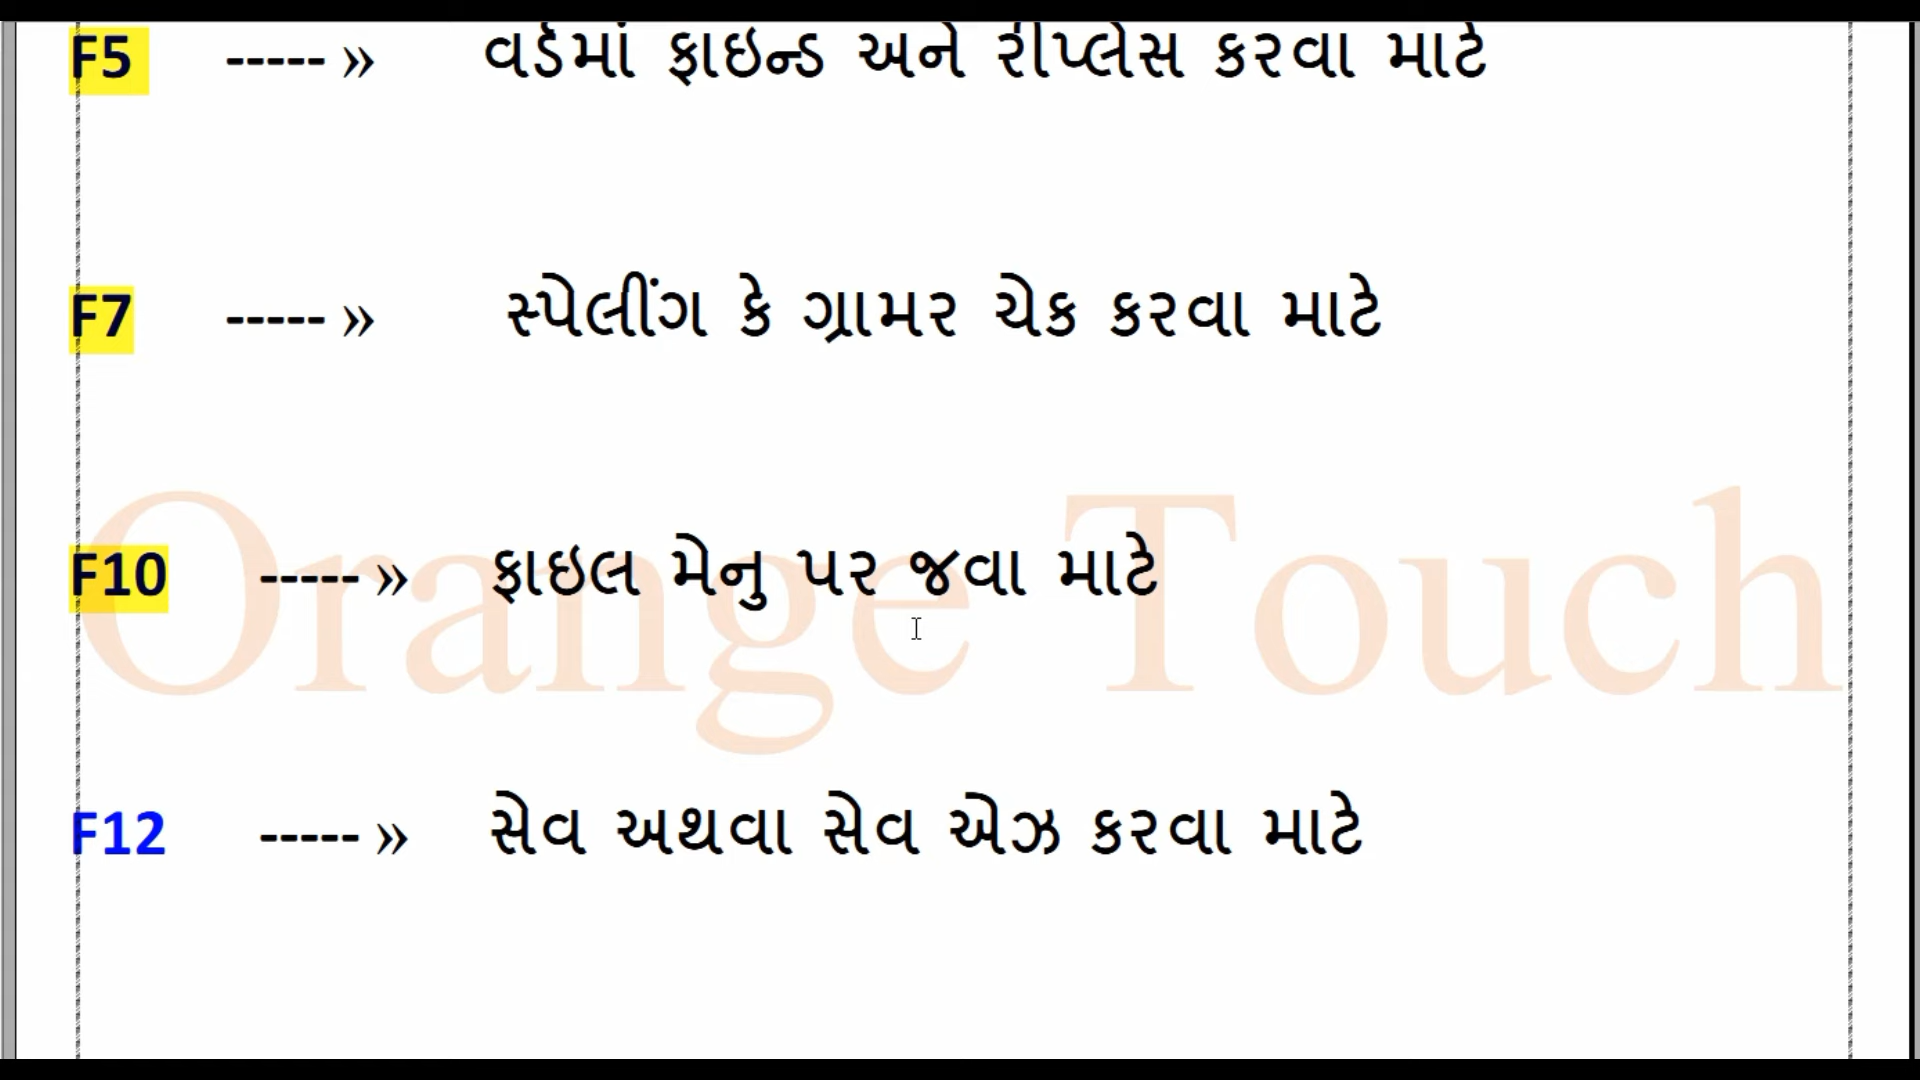 F5 ----- » વર્ડમાં ફાઇન્ડ અને રીપ્લેસ કરવા માટે
F7 ----- » સ્પેલીંગ કે ગ્રામર ચેક કરવા માટે
F10 ----- » ફાઇલ મેનુ પર જવા માટે
Orange Touch
F12 ----- » સેવ અથવા સેવ એઝ કરવા માટે